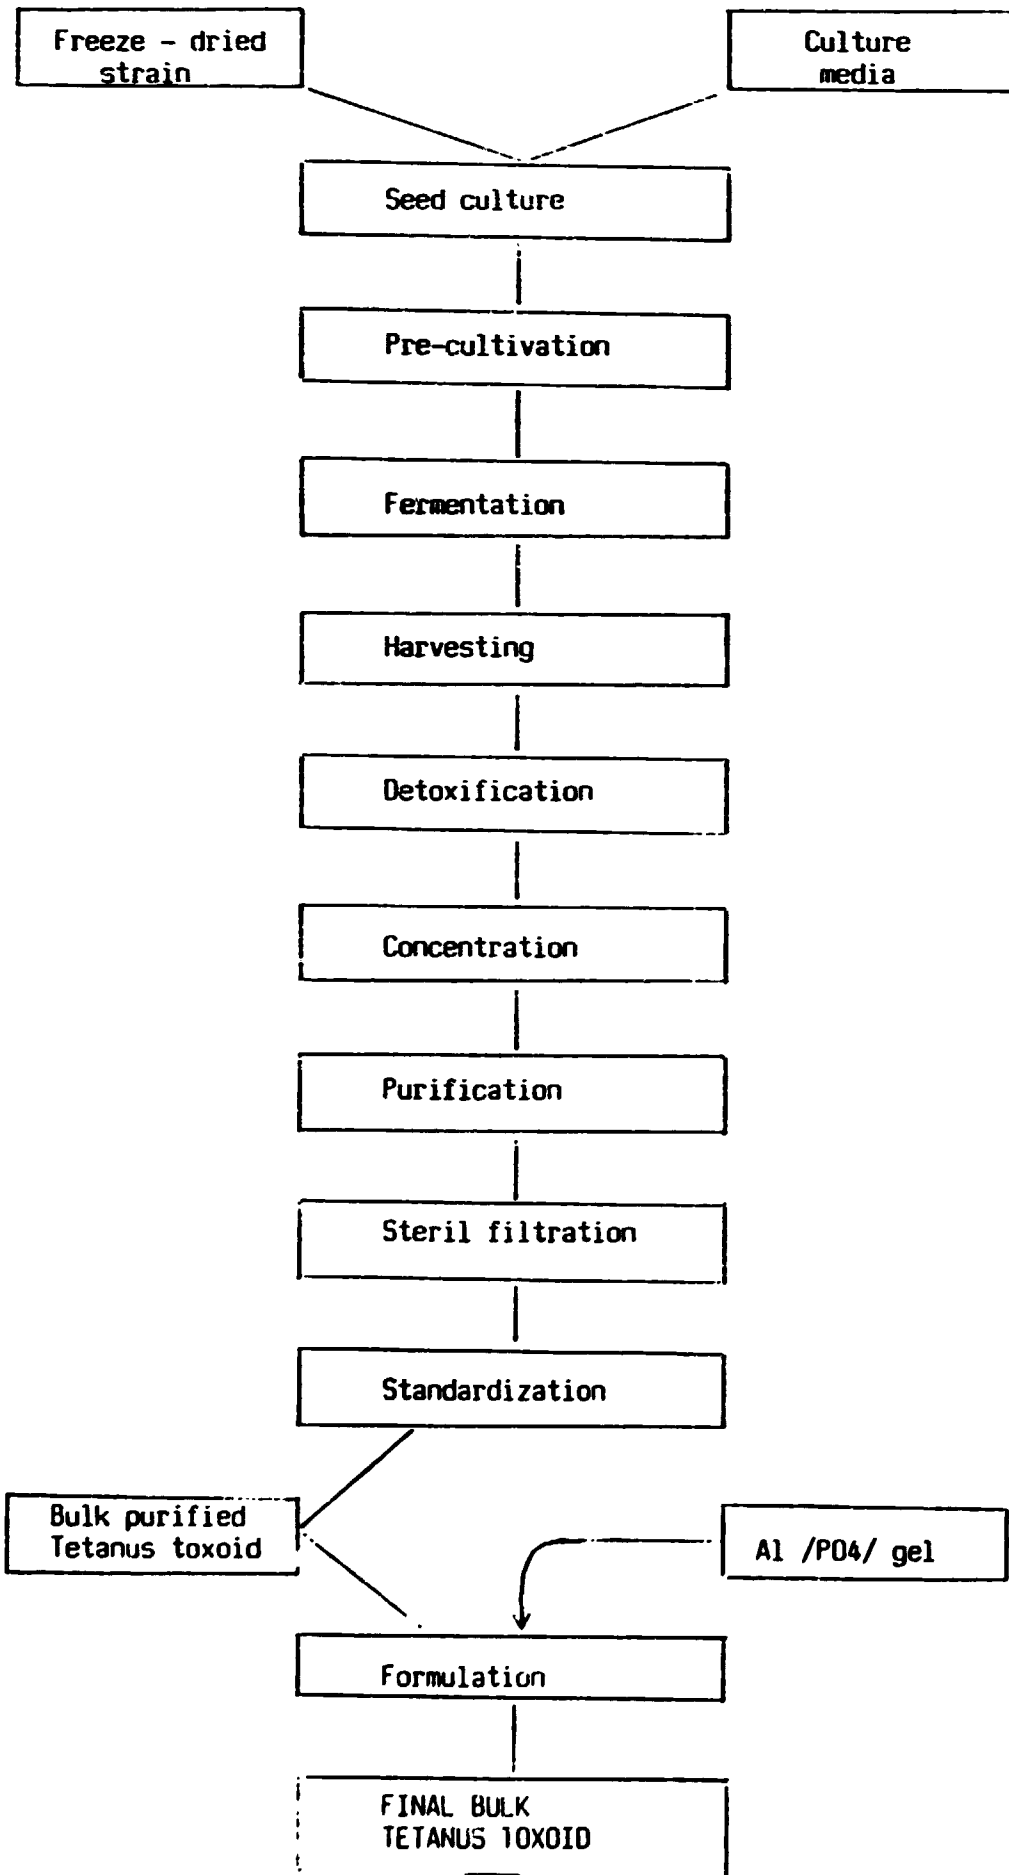 Freeze - dried
strain
Culture
media
Seed culture
Pre-cultivation
Fermentation
Harvesting
Detoxification
Concentration
Purification
Steril filtration
Standardization
Bulk purified
Tetanus toxoid
Al /PO4/ gel
Formulation
FINAL BULK
TETANUS TOXOID